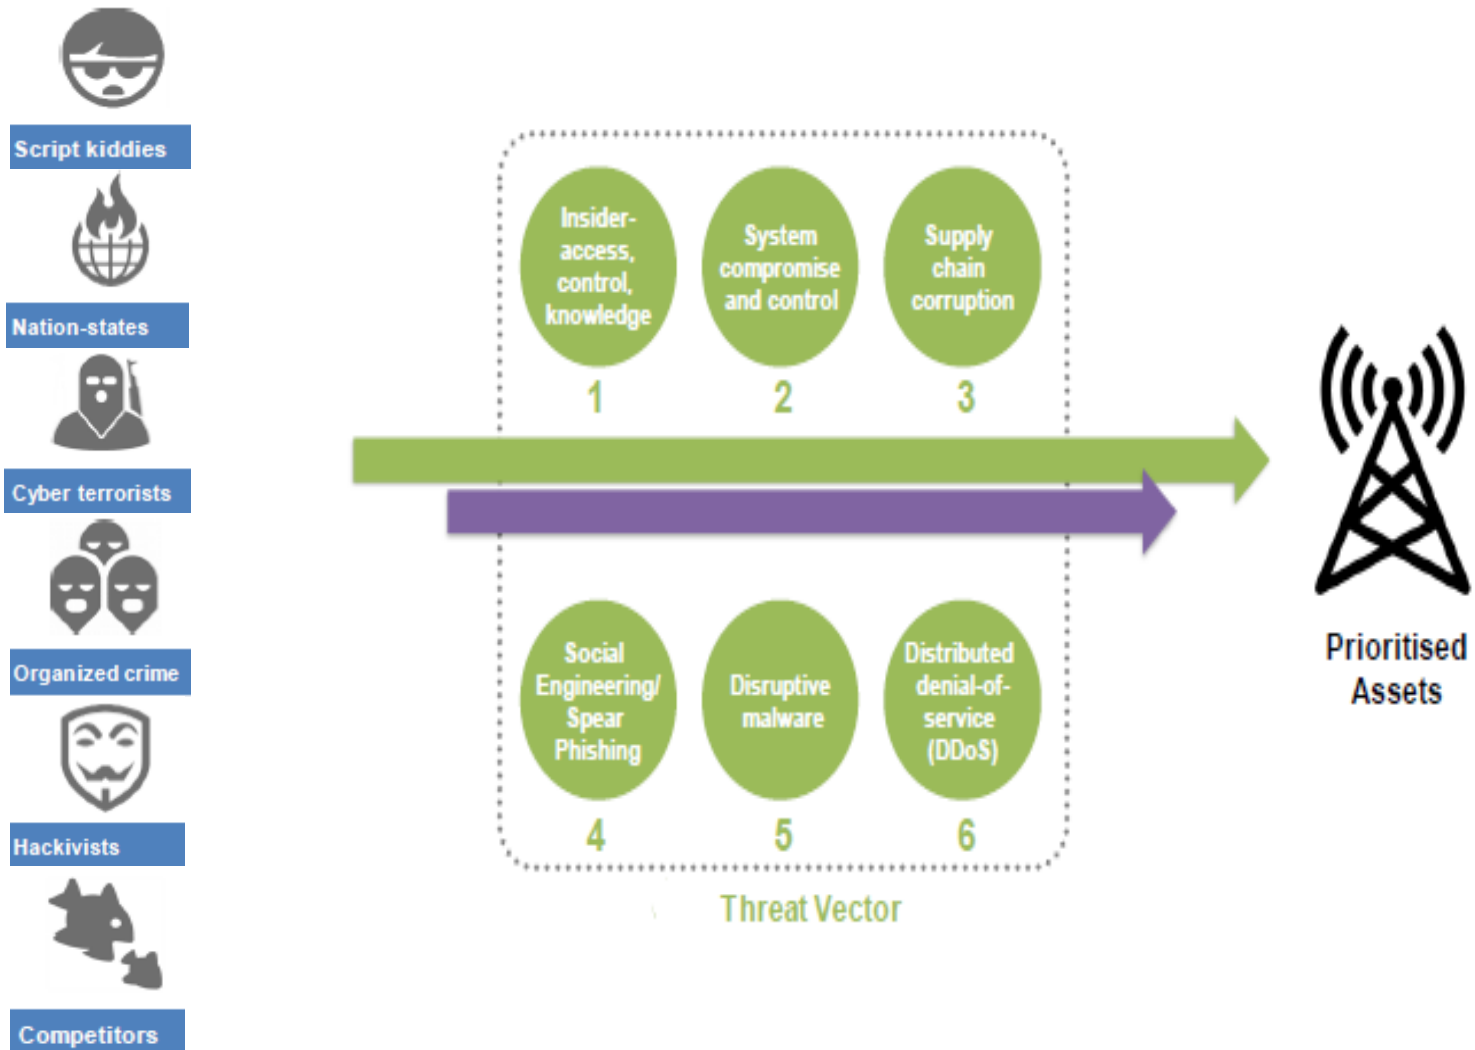 Script kiddies
Nation-states
Cyber terrorists
Organized crime
Hackivists
Competitors
Insider-
access,
control,
knowledge
1
System
compromise
and control
2
Supply
chain
corruption
3
Social
Engineering/
Spear
Phishing
4
Disruptive
malware
5
Distributed
denial-of-
service
(DDoS)
6
Threat Vector
Prioritised
Assets